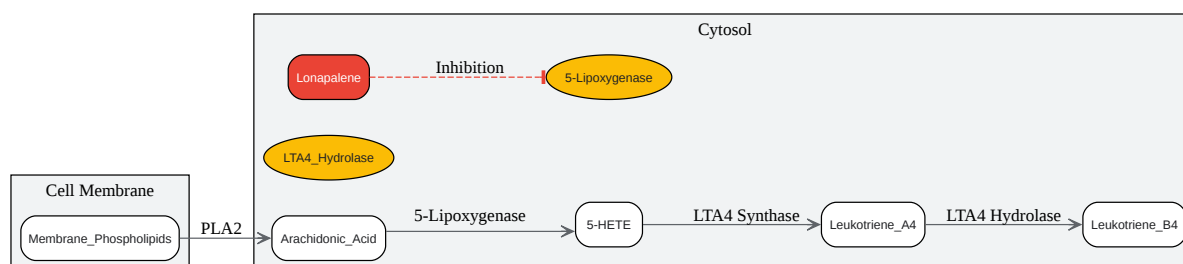 Cytosol
Lonapalene
Inhibition
5-Lipoxygenase
LTA4_Hydrolase
Cell Membrane
Membrane_Phospholipids
PLA2
Arachidonic_Acid
5-Lipoxygenase
5-HETE
LTA4 Synthase
Leukotriene_A4
LTA4 Hydrolase
Leukotriene_B4